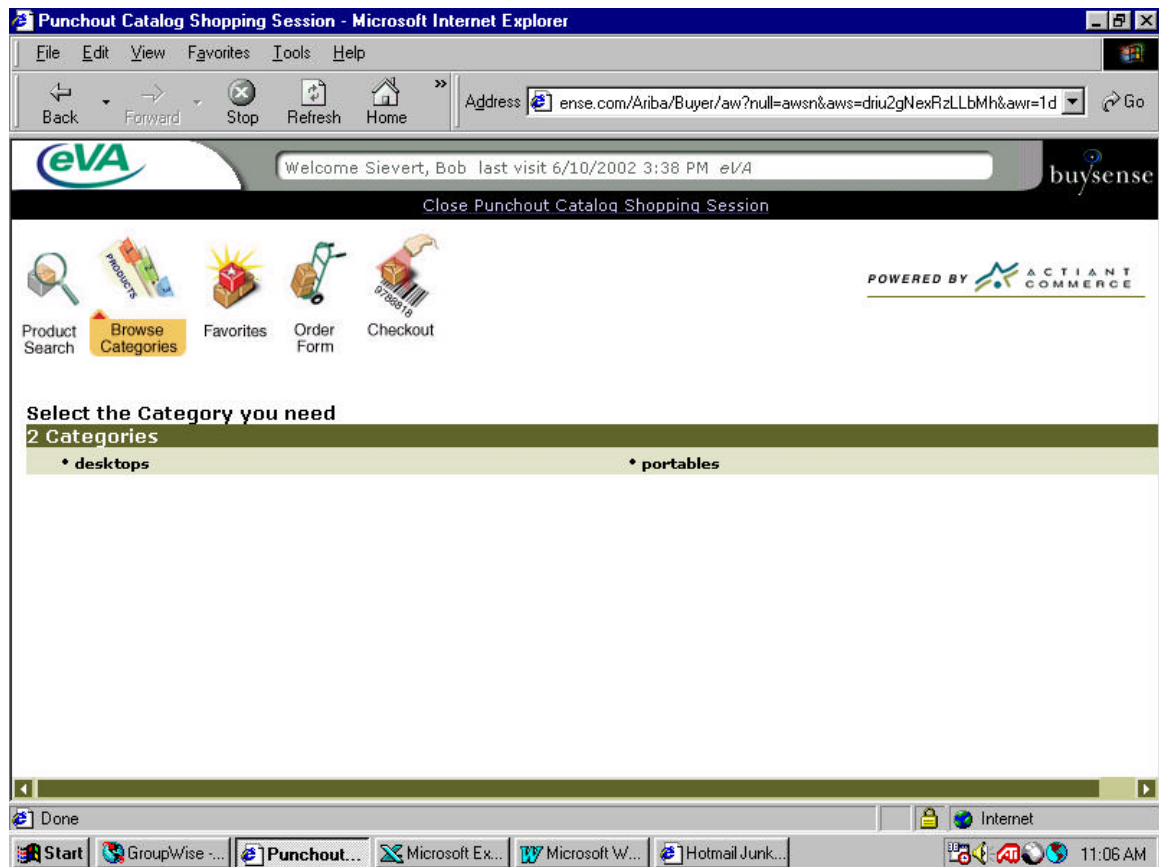 Punchout Catalog Shopping Session - Microsoft Internet Explorer
File Edit View Favorites Tools Help
Back Forward Stop Refresh Home » Address ense.com/Ariba/Buyer/aw?null=awsn&aws=driu2gNexRzLLbMh&awr=1d Go
eVA Welcome Sievert, Bob last visit 6/10/2002 3:38 PM eVA buysense
Close Punchout Catalog Shopping Session
PRODUCTS
9786818
POWERED BY ACTIANT COMMERCE
Product Search Browse Categories Favorites Order Form Checkout
Select the Category you need
2 Categories
• desktops • portables
Done Internet
Start GroupWise -... Punchout... Microsoft Ex... Microsoft W... Hotmail Junk... ATI 11:06 AM